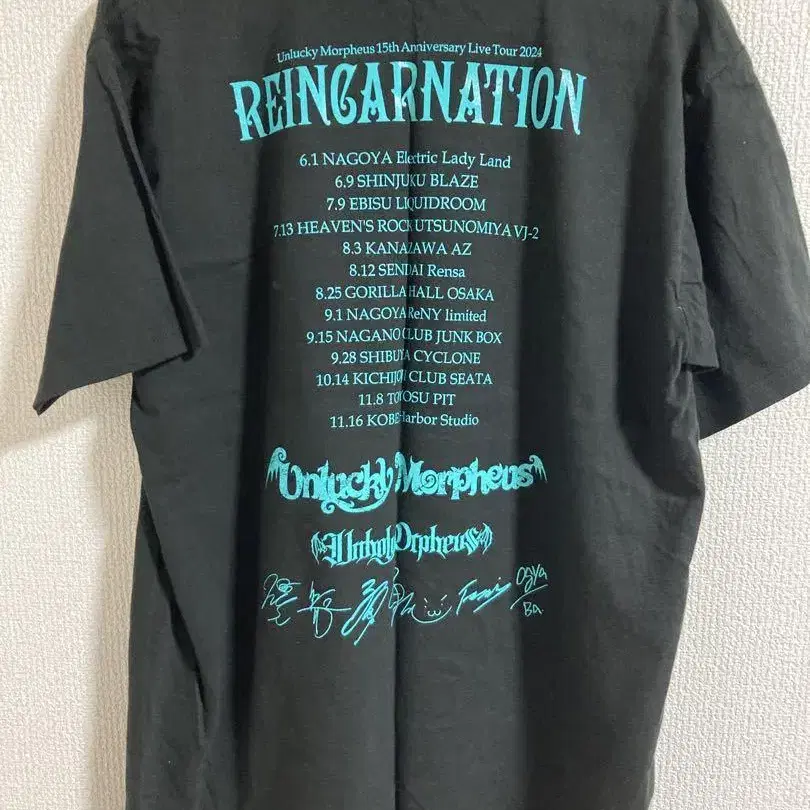 Unlucky Morpheus 15th Anniversary Live Tour 2024
REINCARNATION
6.1 NAGOYA Electric Lady Land
6.9 SHINJUKU BLAZE
7.9 EBISU LIQUIDROOM
7.13 HEAVEN'S ROCK UTSUNOMIYA VJ-2
8.3 KANAZAWA AZ
8.12 SENDAI Rensa
8.25 GORILLA HALL OSAKA
9.1 NAGOYA ReNY limited
9.15 NAGANO CLUB JUNK BOX
9.28 SHIBUYA CYCLONE
10.14 KICHIJOJI CLUB SEATA
11.8 TOYOSU PIT
11.16 KOBE Harbor Studio
Unlucky Morpheus
Unholy Orpheus
OgYa
BA